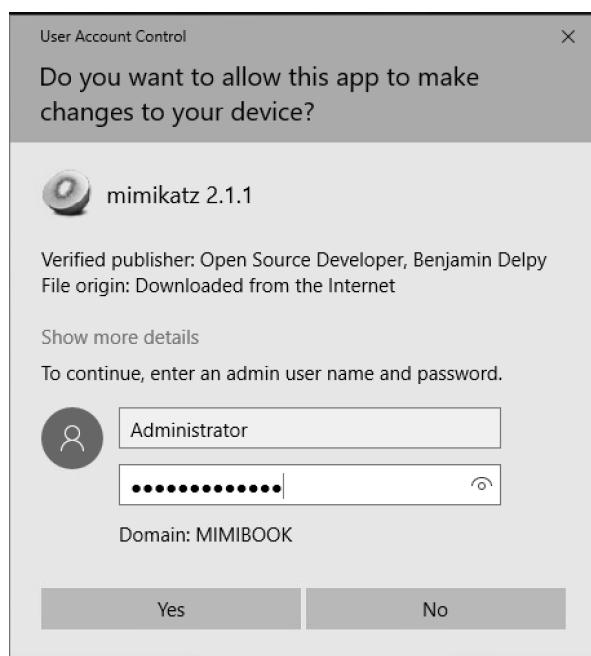 User Account Control
Do you want to allow this app to make
changes to your device?
mimikatz 2.1.1
Verified publisher: Open Source Developer, Benjamin Delpy
File origin: Downloaded from the Internet
Show more details
To continue, enter an admin user name and password.
Administrator
•••••••••••••
Domain: MIMIBOOK
Yes
No